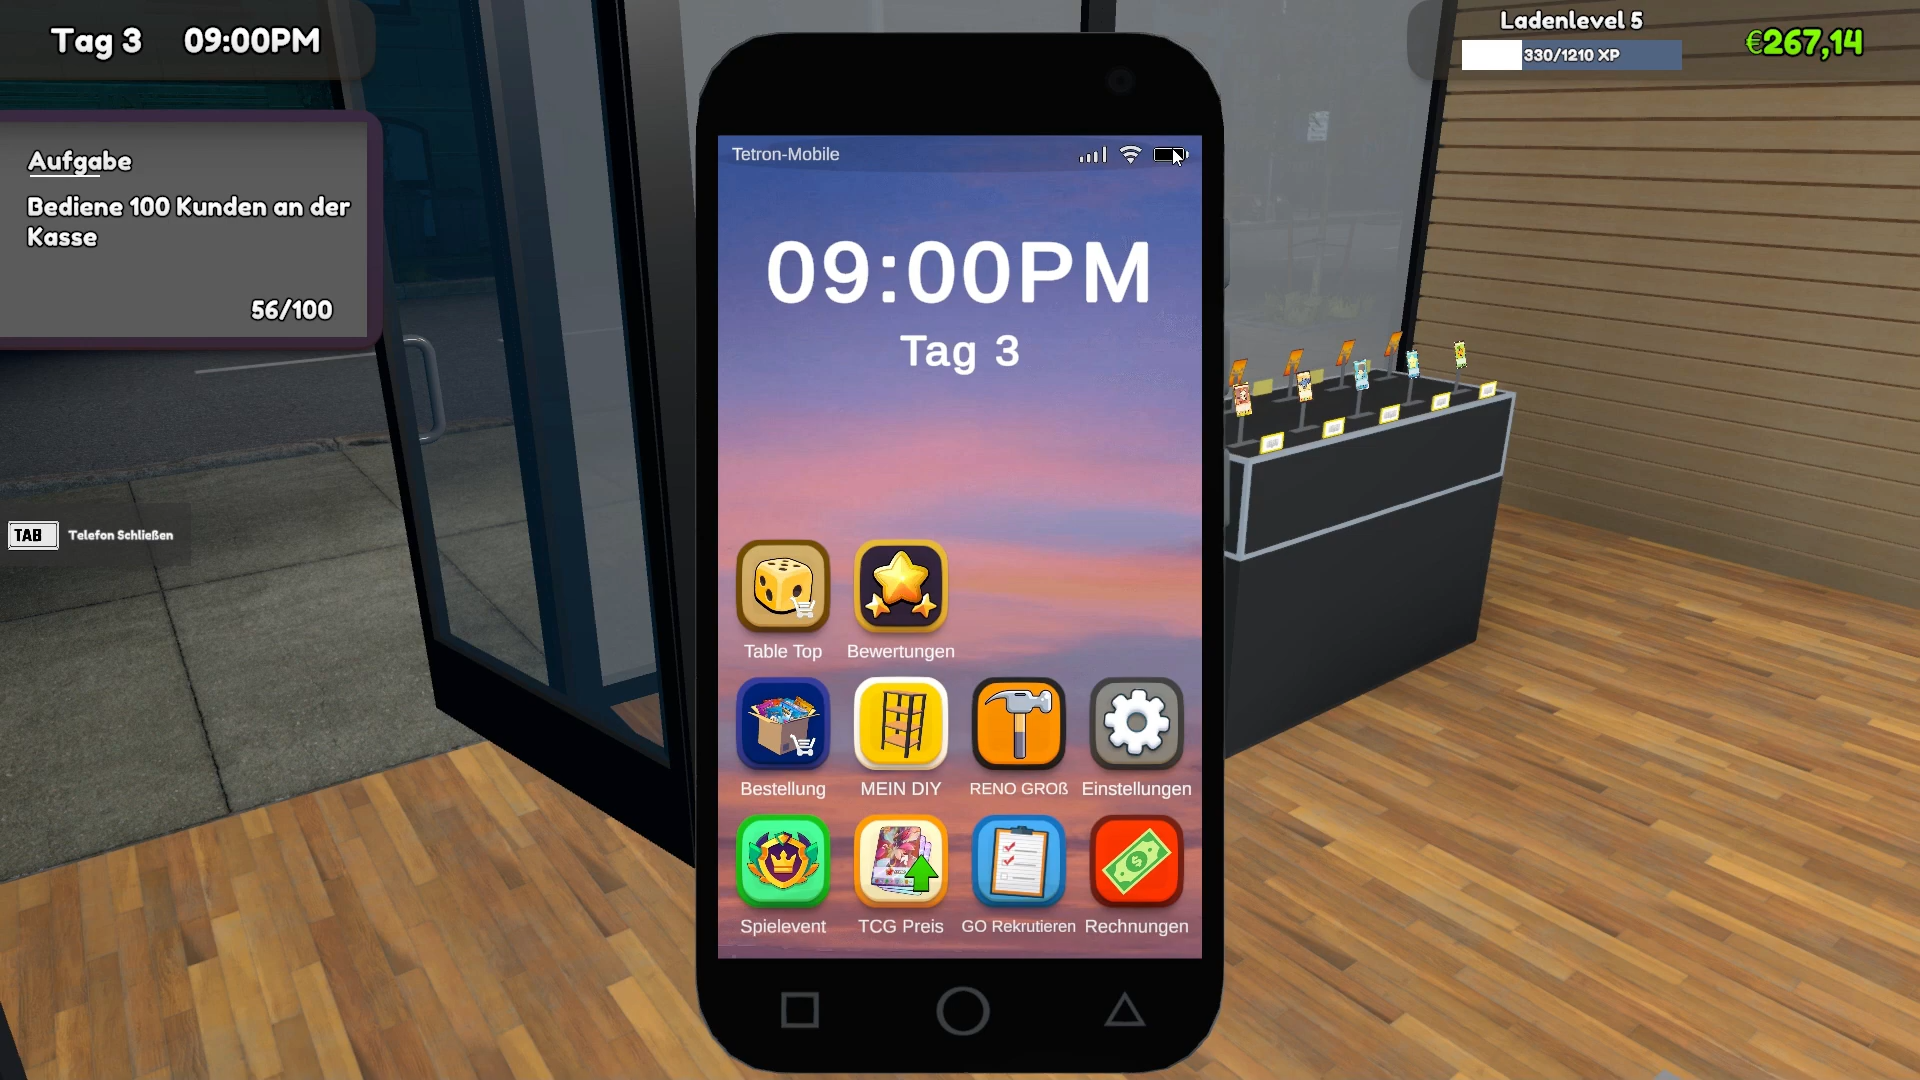 Tag 3 09:00PM
Ladenlevel 5
330/1210 XP
€267,14
Aufgabe
Bediene 100 Kunden an der
Kasse
56/100
TAB Telefon Schließen
Tetron-Mobile
09:00PM
Tag 3
Table Top Bewertungen
Bestellung MEIN DIY RENO GROß Einstellungen
Spielevent TCG Preis GO Rekrutieren Rechnungen